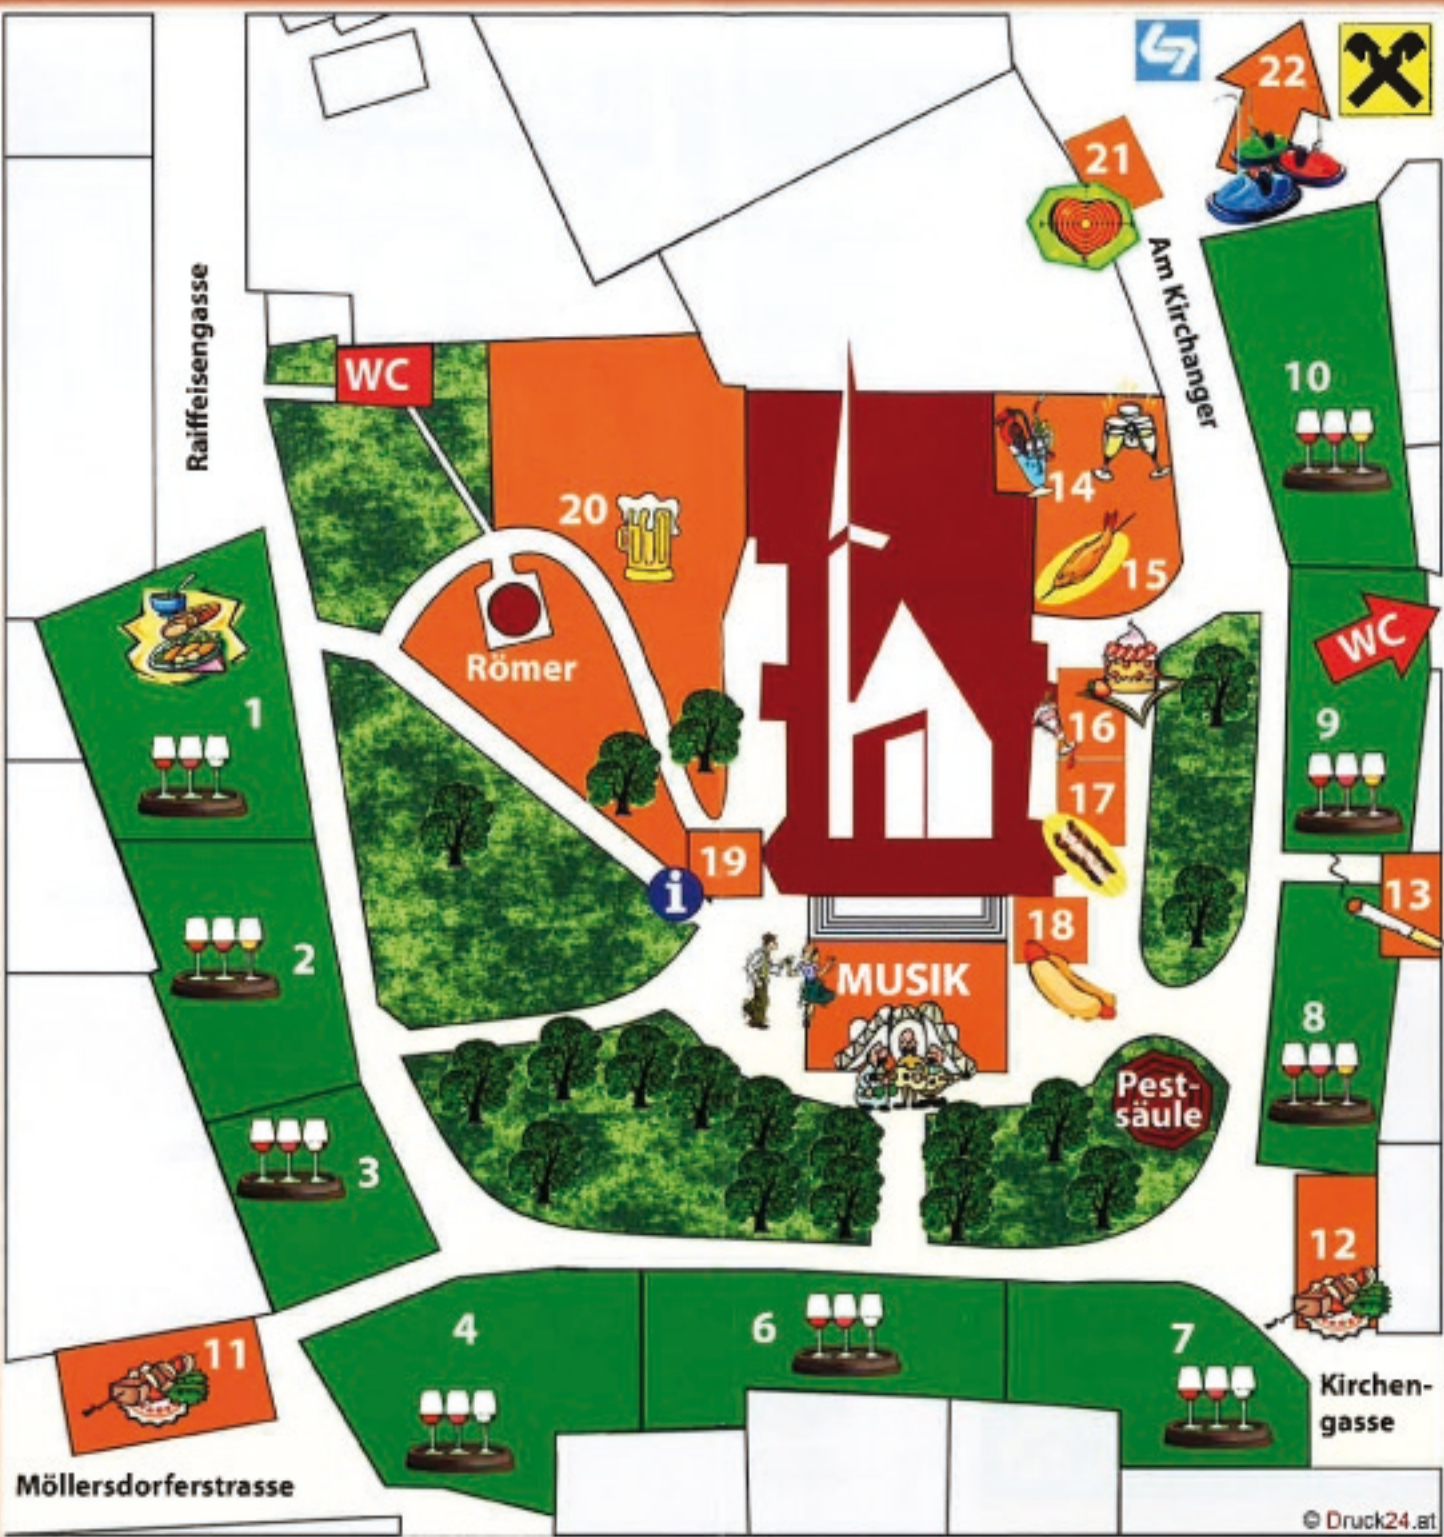 22
21
Am Kirchanger
Raiffeisengasse
WC
10
14
20
15
Römer
WC
1
16
9
17
19
i
13
18
2
MUSIK
8
Pest-
säule
3
12
4
6
7
11
Kirchen-
gasse
Möllersdorferstrasse
© Druck24.at